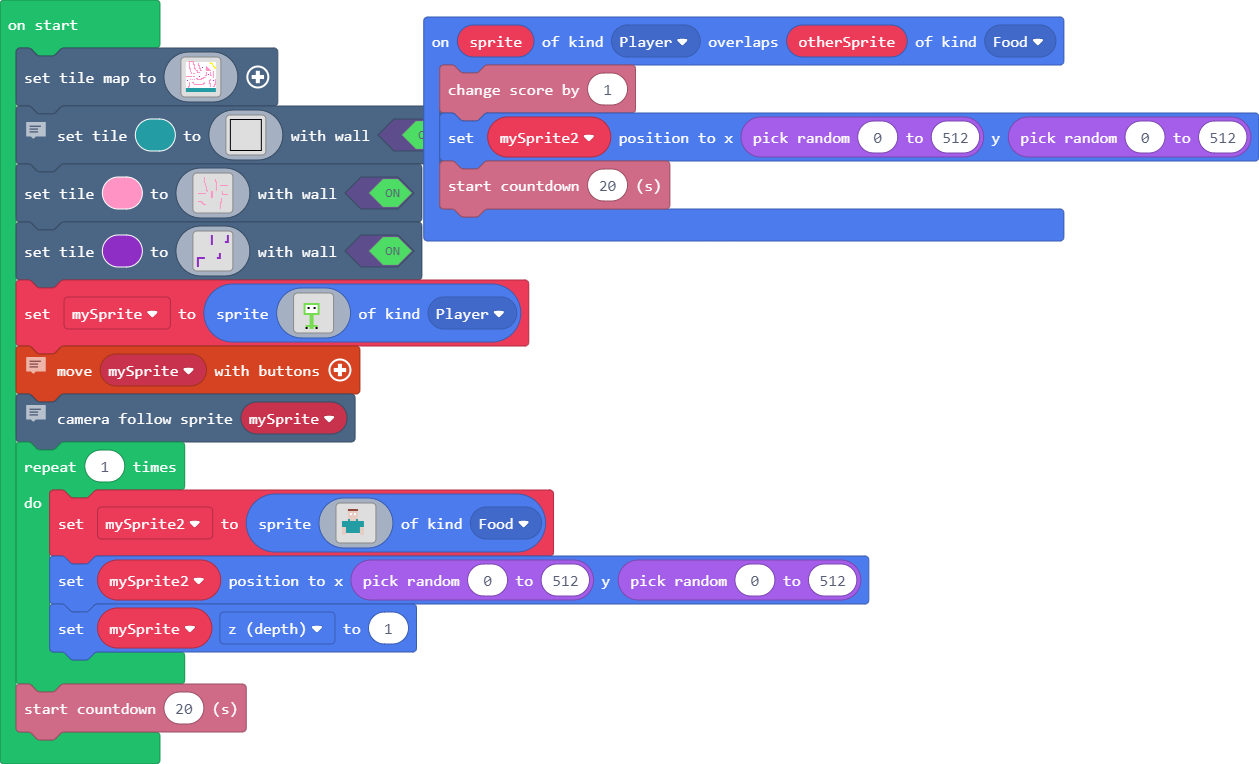 on start
set tile map to
set tile to with wall
set tile to with wall ON
set tile to with wall ON
set mySprite to sprite of kind Player
move mySprite with buttons
camera follow sprite mySprite
repeat 1 times
do
set mySprite2 to sprite of kind Food
set mySprite2 position to x pick random 0 to 512 y pick random 0 to 512
set mySprite z (depth) to 1
start countdown 20 (s)
on sprite of kind Player overlaps otherSprite of kind Food
change score by 1
set mySprite2 position to x pick random 0 to 512 y pick random 0 to 512
start countdown 20 (s)